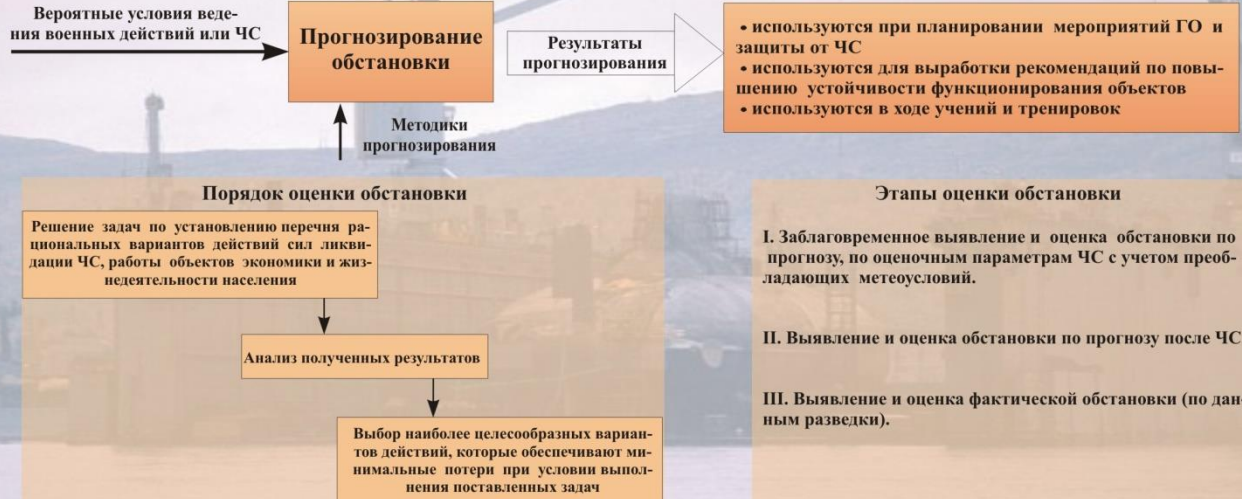 Вероятные условия веде-
ния военных действий или ЧС
Прогнозирование
обстановки
Результаты
прогнозирования
• используются при планировании мероприятий ГО и
защиты от ЧС
• используются для выработки рекомендаций по повы-
шению устойчивости функционирования объектов
• используются в ходе учений и тренировок
Методики
прогнозирования
Порядок оценки обстановки
Решение задач по установлению перечня ра-
циональных вариантов действий сил ликви-
дации ЧС, работы объектов экономики и жиз-
недеятельности населения
Анализ полученных результатов
Выбор наиболее целесообразных вариан-
тов действий, которые обеспечивают ми-
нимальные потери при условии выпол-
нения поставленных задач
Этапы оценки обстановки
I. Заблаговременное выявление и оценка обстановки по
прогнозу, по оценочным параметрам ЧС с учетом преоб-
ладающих метеоусловий.
II. Выявление и оценка обстановки по прогнозу после ЧС
III. Выявление и оценка фактической обстановки (по дан-
ным разведки).